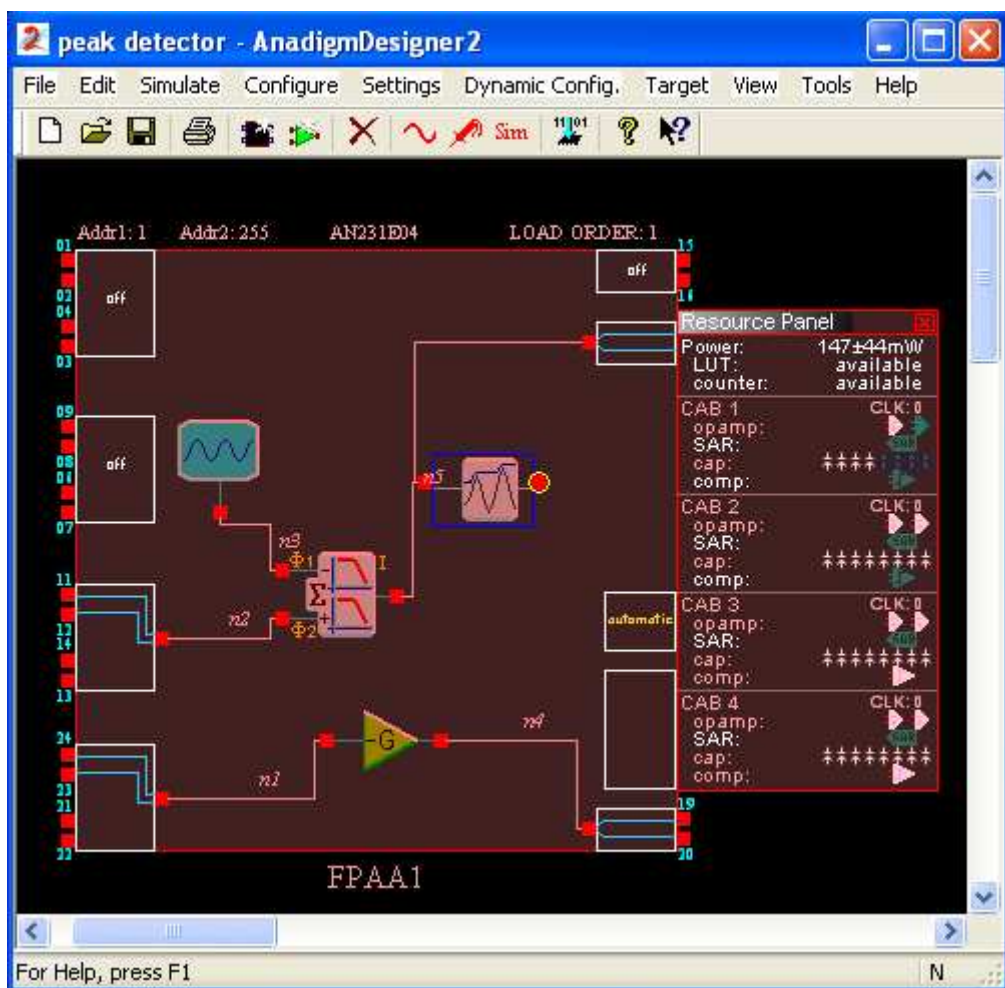 peak detector - AnadigmDesigner2
File Edit Simulate Configure Settings Dynamic Config. Target View Tools Help
Sim 11101
Addr1: 1 Addr2: 255 AN231E04 LOAD ORDER: 1
01 15
off off
02 16
04
03
Resource Panel
Power: 147±44mW
LUT: available
counter: available
CAB 1 CLK: 0
opamp:
SAR: SAR
cap:
comp:
CAB 2 CLK: 0
opamp:
SAR: SAR
cap:
comp:
CAB 3 CLK: 0
opamp:
SAR: SAR
cap:
comp:
CAB 4 CLK: 0
opamp:
SAR: SAR
cap:
comp:
09
08 off
07
n5
n3
Φ1 - I
Σ
Φ2 +
11
12
14
13
n2
automatic
24
23
21
22
n1
-G
n4
19
20
FPAA1
For Help, press F1 N